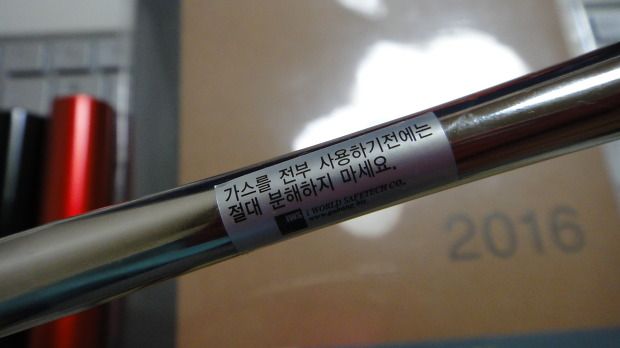 가스를 전부 사용하기전에는
절대 분해하지 마세요.
WORLD SAFETECH CO.,
2016